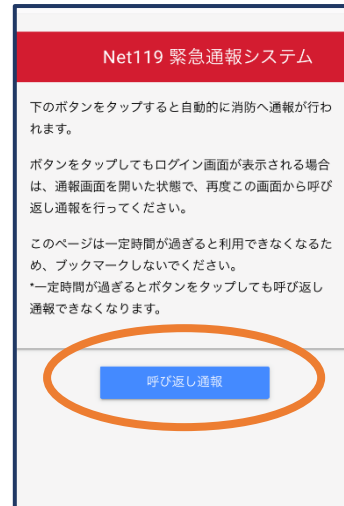 Net119 緊急通報システム
下のボタンをタップすると自動的に消防へ通報が行わ
れます。
ボタンをタップしてもログイン画面が表示される場合
は、通報画面を開いた状態で、再度この画面から呼び
返し通報を行ってください。
このページは一定時間が過ぎると利用できなくなるた
め、ブックマークしないでください。
*一定時間が過ぎるとボタンをタップしても呼び返し
通報できなくなります。
呼び返し通報